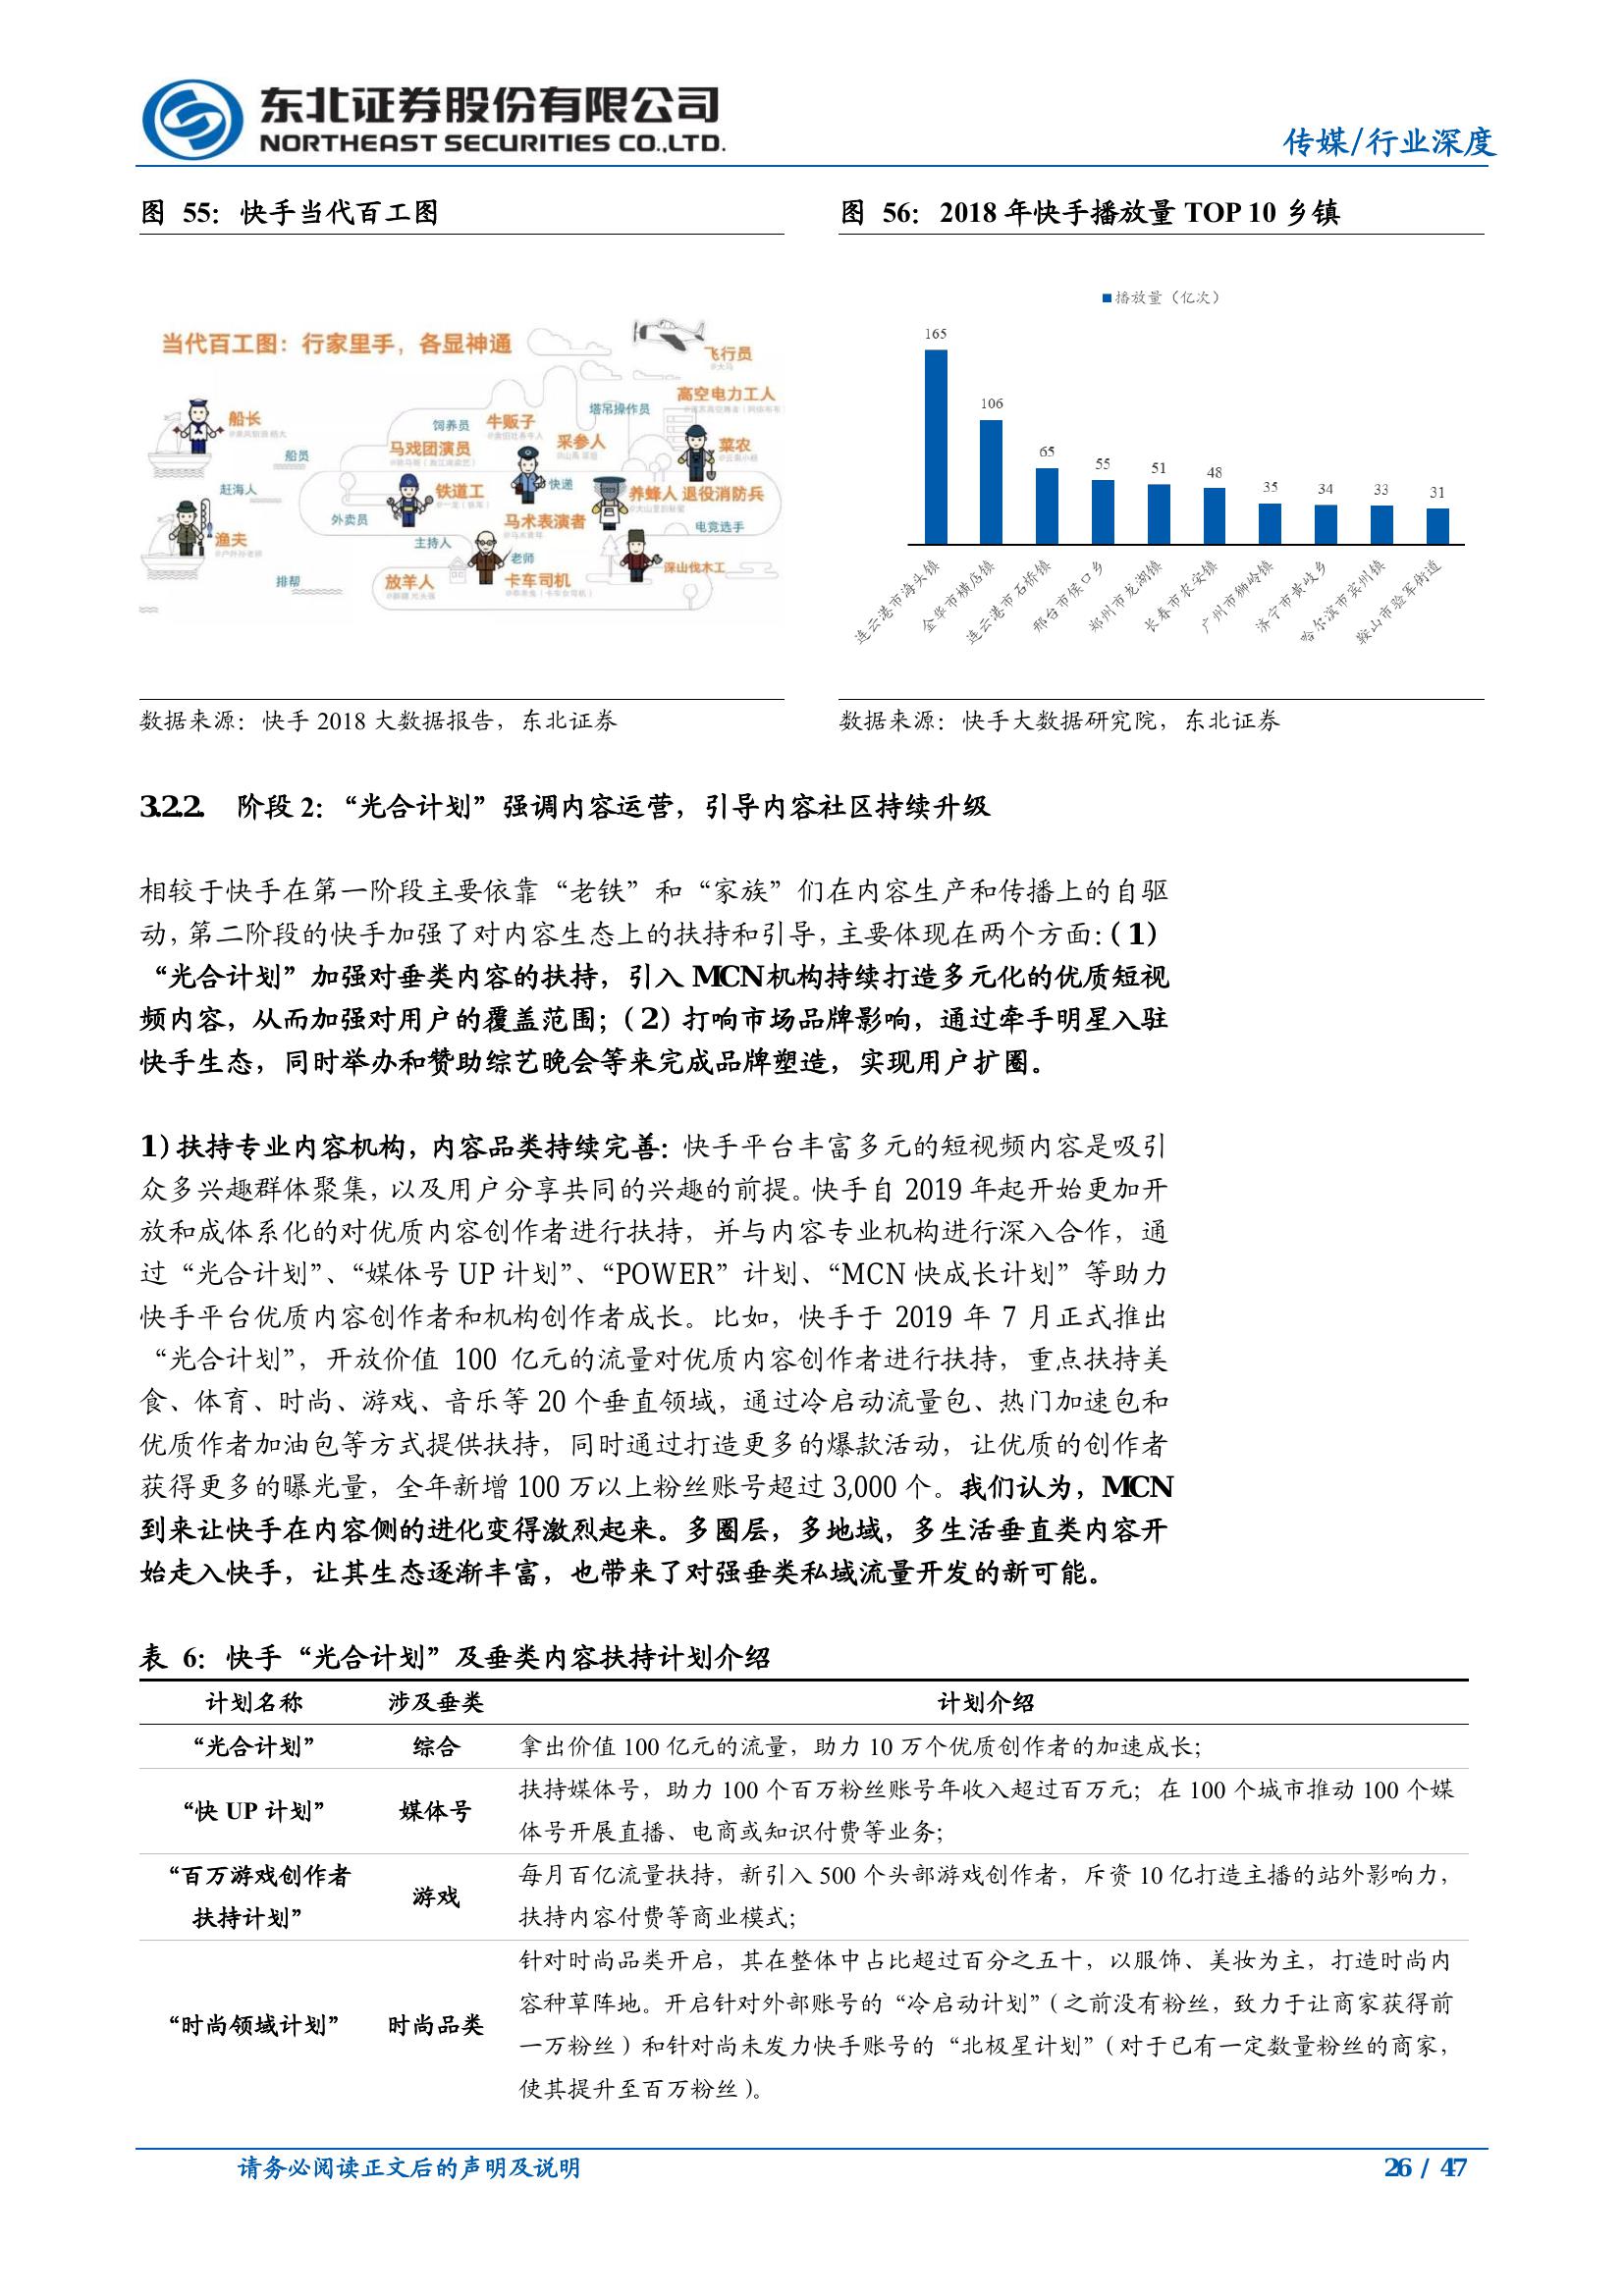 东北证券股份有限公司
NORTHEAST SECURITIES CO.,LTD.
传媒/行业深度
图 55：快手当代百工图
当代百工图：行家里手，各显神通
飞行员
@大马
高空电力工人
塔吊操作员
船长
饲养员
牛贩子
马戏团演员
采参人
菜农
船员
赶海人
铁道工
快递
养蜂人 退役消防兵
外卖员
马术表演者
电竞选手
渔夫
主持人
老师
深山伐木工
排帮
放羊人
卡车司机
数据来源：快手 2018 大数据报告，东北证券
图 56：2018 年快手播放量 TOP 10 乡镇
播放量（亿次）
165
106
65
55
51
48
35
34
33
31
连云港市海头镇
金华市横店镇
连云港市石桥镇
邢台市侯口乡
郑州市龙湖镇
长春市农安镇
广州市狮岭镇
济宁市黄岐乡
哈尔滨市宾州镇
鞍山市验军街道
数据来源：快手大数据研究院，东北证券
3.2.2. 阶段 2：“光合计划”强调内容运营，引导内容社区持续升级
相较于快手在第一阶段主要依靠“老铁”和“家族”们在内容生产和传播上的自驱
动，第二阶段的快手加强了对内容生态上的扶持和引导，主要体现在两个方面：（1）
“光合计划”加强对垂类内容的扶持，引入 MCN 机构持续打造多元化的优质短视
频内容，从而加强对用户的覆盖范围；（2）打响市场品牌影响，通过牵手明星入驻
快手生态，同时举办和赞助综艺晚会等来完成品牌塑造，实现用户扩圈。
1）扶持专业内容机构，内容品类持续完善：快手平台丰富多元的短视频内容是吸引
众多兴趣群体聚集，以及用户分享共同的兴趣的前提。快手自 2019 年起开始更加开
放和成体系化的对优质内容创作者进行扶持，并与内容专业机构进行深入合作，通
过“光合计划”、“媒体号 UP 计划”、“POWER”计划、“MCN 快成长计划”等助力
快手平台优质内容创作者和机构创作者成长。比如，快手于 2019 年 7 月正式推出
“光合计划”，开放价值 100 亿元的流量对优质内容创作者进行扶持，重点扶持美
食、体育、时尚、游戏、音乐等 20 个垂直领域，通过冷启动流量包、热门加速包和
优质作者加油包等方式提供扶持，同时通过打造更多的爆款活动，让优质的创作者
获得更多的曝光量，全年新增 100 万以上粉丝账号超过 3,000 个。我们认为，MCN
到来让快手在内容侧的进化变得激烈起来。多圈层，多地域，多生活垂直类内容开
始走入快手，让其生态逐渐丰富，也带来了对强垂类私域流量开发的新可能。
表 6：快手“光合计划”及垂类内容扶持计划介绍
计划名称 涉及垂类 计划介绍
“光合计划” 综合 拿出价值 100 亿元的流量，助力 10 万个优质创作者的加速成长；
“快 UP 计划” 媒体号 扶持媒体号，助力 100 个百万粉丝账号年收入超过百万元；在 100 个城市推动 100 个媒
体号开展直播、电商或知识付费等业务；
“百万游戏创作者
扶持计划” 游戏 每月百亿流量扶持，新引入 500 个头部游戏创作者，斥资 10 亿打造主播的站外影响力，
扶持内容付费等商业模式；
“时尚领域计划” 时尚品类 针对时尚品类开启，其在整体中占比超过百分之五十，以服饰、美妆为主，打造时尚内
容种草阵地。开启针对外部账号的“冷启动计划”（之前没有粉丝，致力于让商家获得前
一万粉丝）和针对尚未发力快手账号的“北极星计划”（对于已有一定数量粉丝的商家，
使其提升至百万粉丝）。
请务必阅读正文后的声明及说明
26 / 47